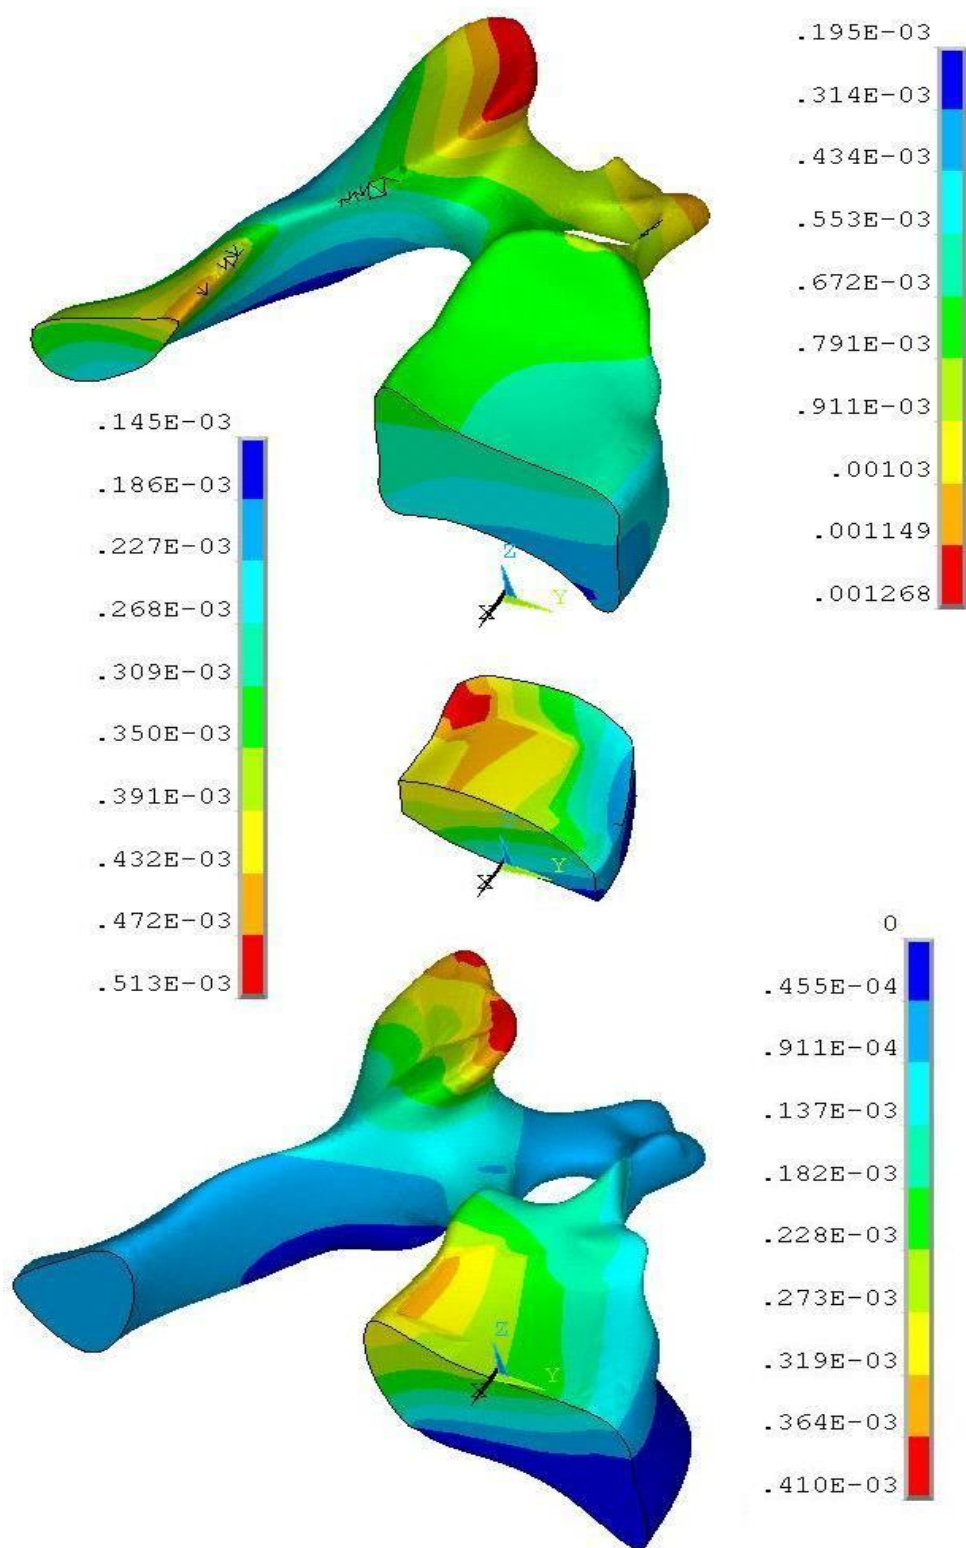 .195E-03
.314E-03
.434E-03
.553E-03
.672E-03
.791E-03
.911E-03
.00103
.001149
.001268
Z
X
Y
.145E-03
.186E-03
.227E-03
.268E-03
.309E-03
.350E-03
.391E-03
.432E-03
.472E-03
.513E-03
Z
X
Y
0
.455E-04
.911E-04
.137E-03
.182E-03
.228E-03
.273E-03
.319E-03
.364E-03
.410E-03
Z
X
Y